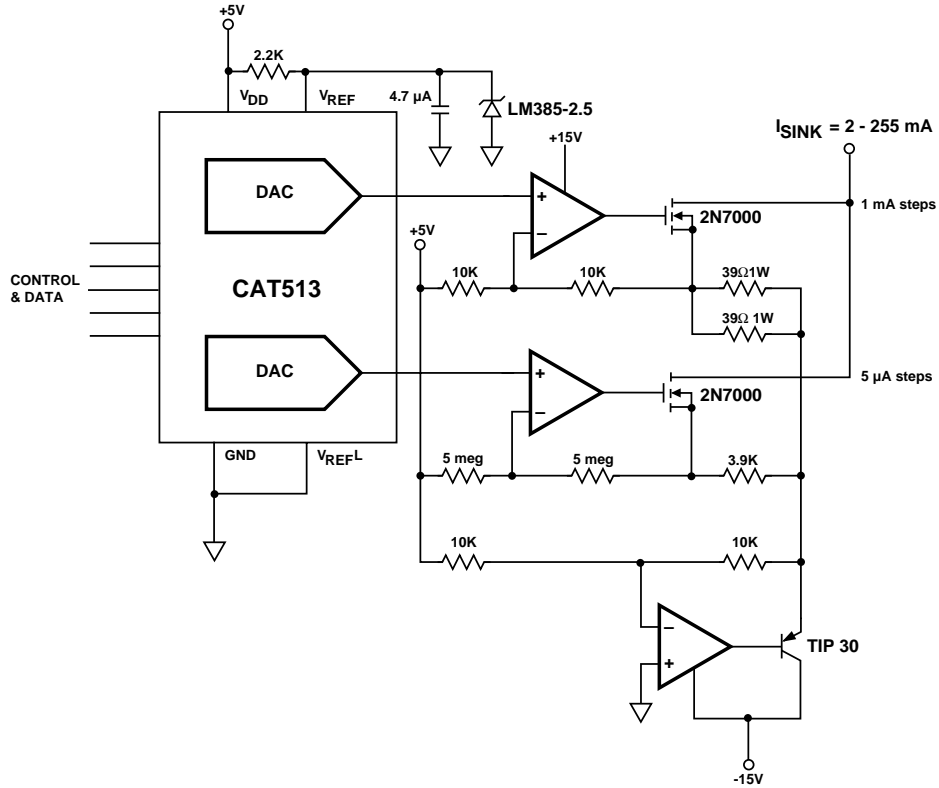 +5V
2.2K
VDD
VREF
4.7 µA
LM385-2.5
+15V
ISINK = 2 - 255 mA
DAC
+
–
2N7000
1 mA steps
+5V
CONTROL
& DATA
CAT513
10K
10K
39Ω1W
39Ω 1W
DAC
+
–
2N7000
5 µA steps
GND
VREFL
5 meg
5 meg
3.9K
10K
10K
–
+
TIP 30
-15V